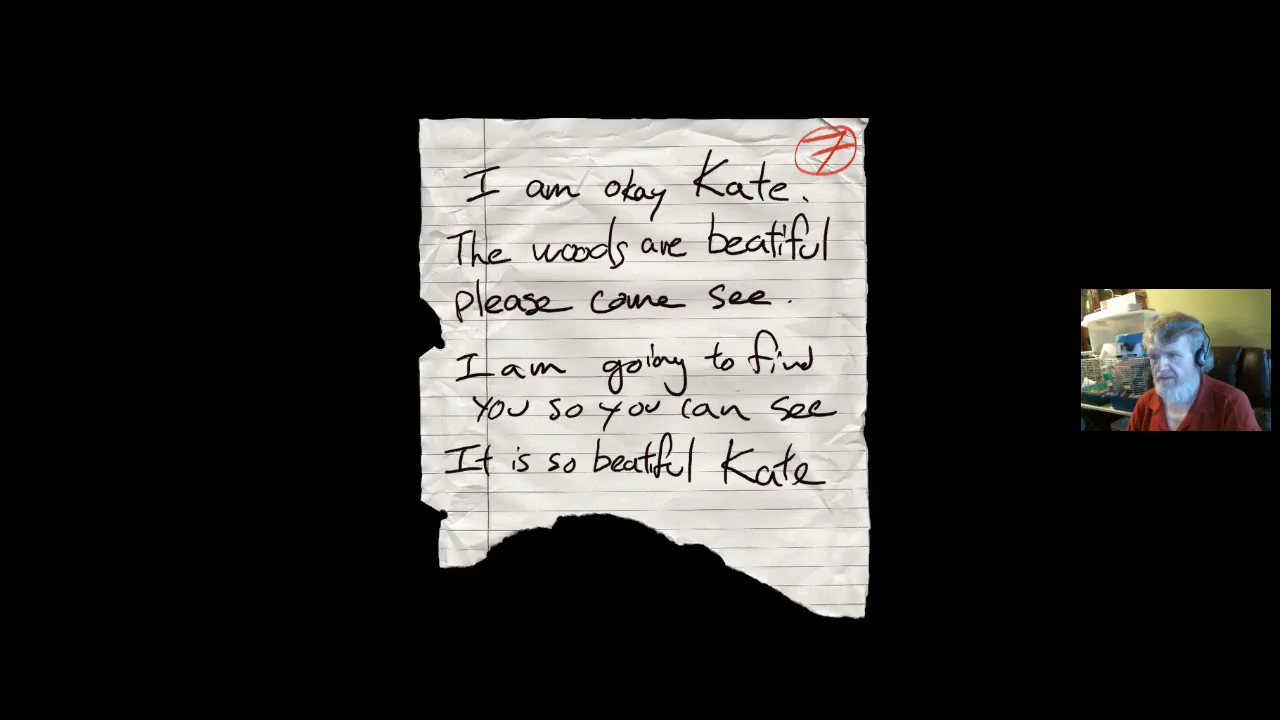 7
I am okay Kate.
The woods are beatiful
please come see.
I am going to find
you so you can see
It is so beatiful Kate